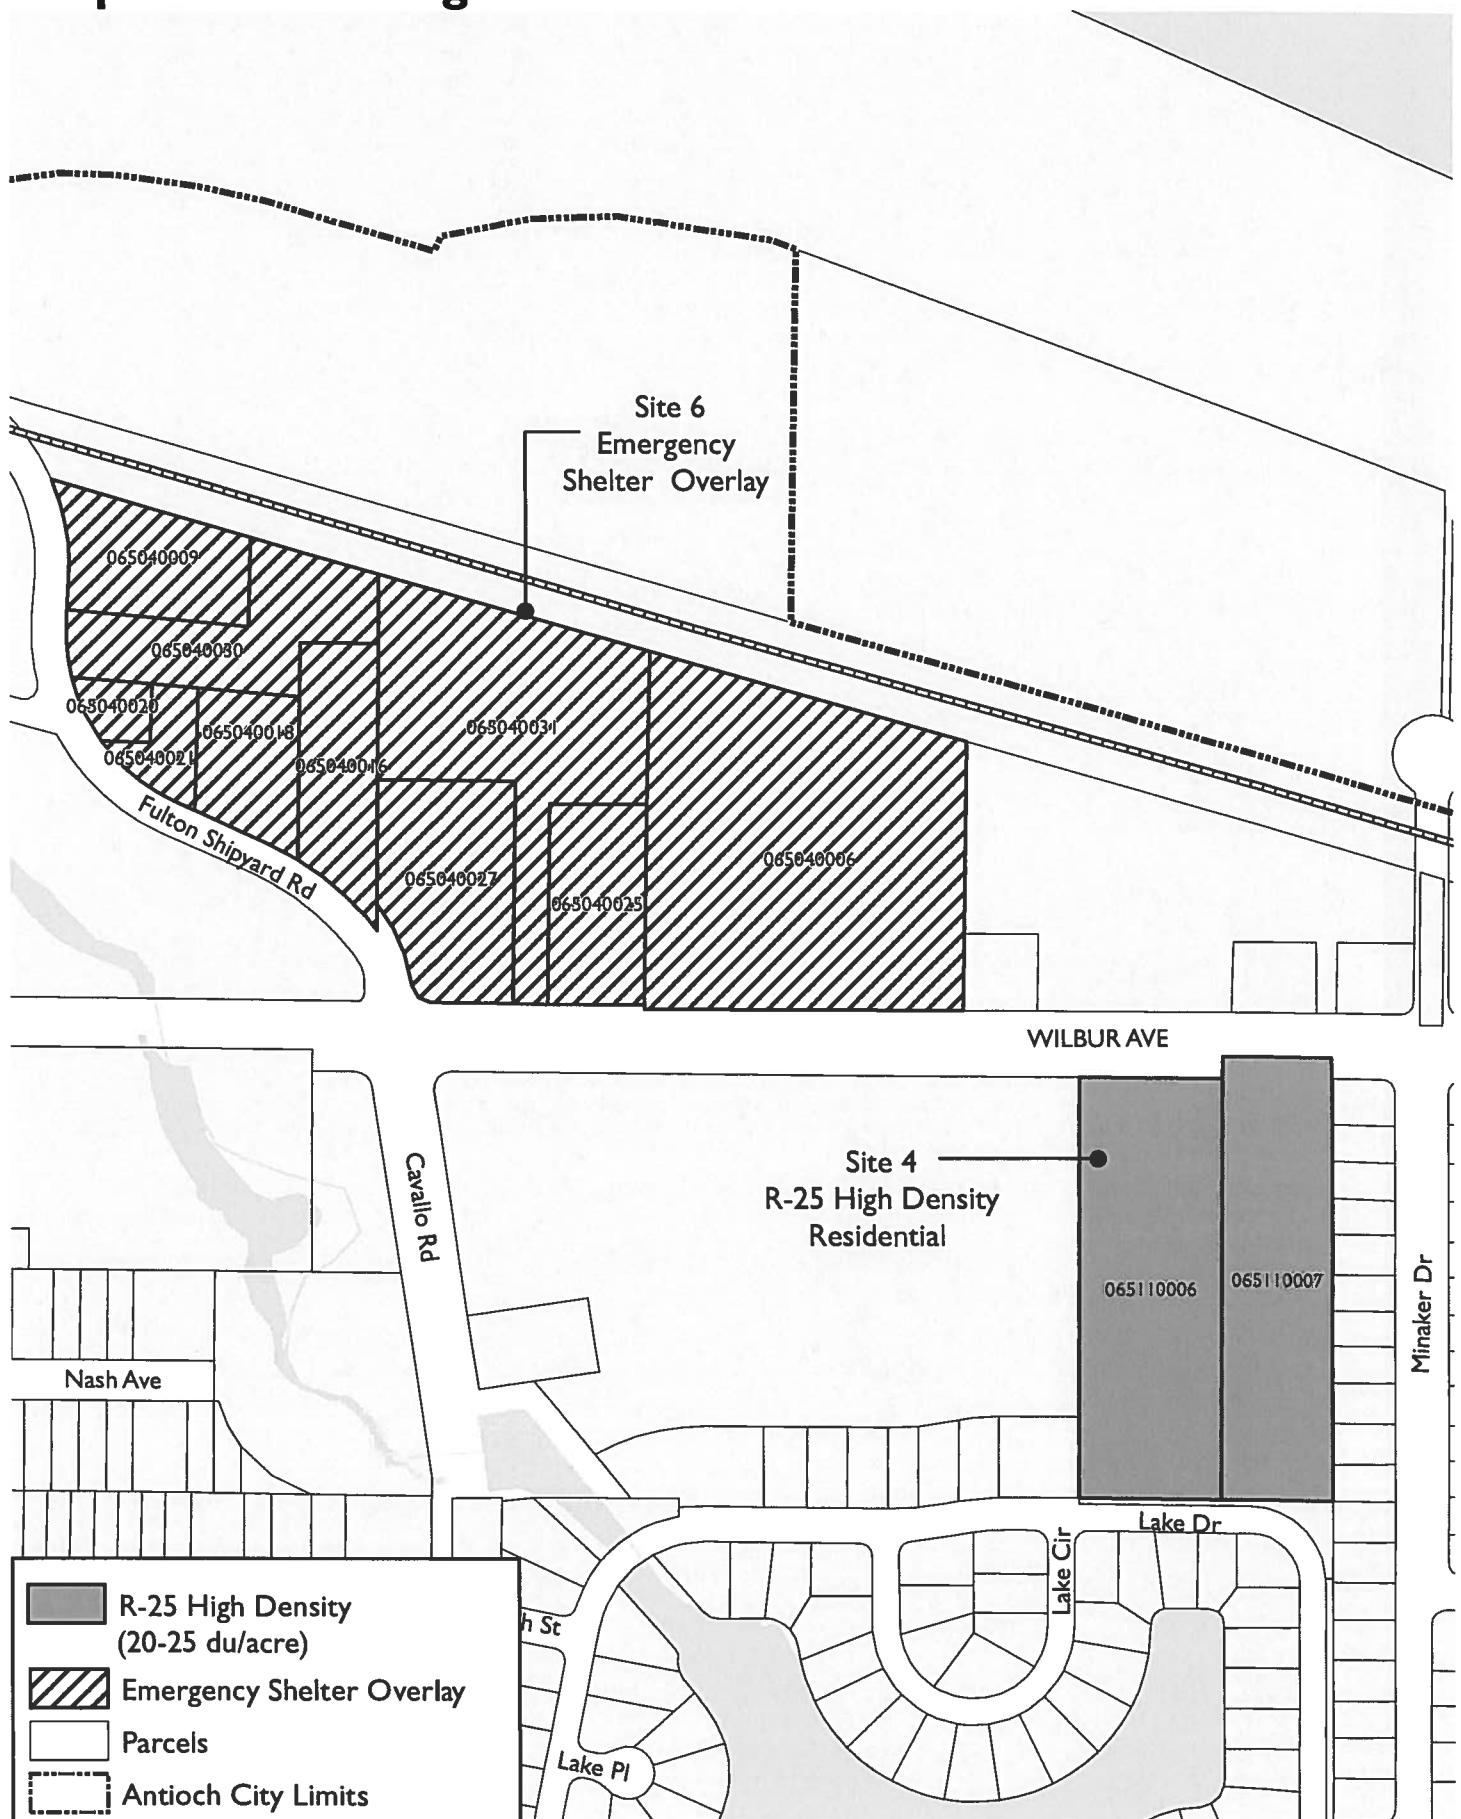 Site 6
Emergency
Shelter Overlay
065040009
065040030
065040020
065040018
065040031
065040021
065040016
Fulton Shipyard Rd
065040027
065040025
065040006
WILBUR AVE
Cavallo Rd
Site 4
R-25 High Density
Residential
065110006
065110007
Minaker Dr
Nash Ave
Lake Dr
Lake Cir
h St
Lake Pl
R-25 High Density
(20-25 du/acre)
Emergency Shelter Overlay
Parcels
Antioch City Limits